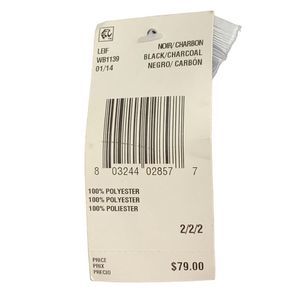 LEIF NOIR/ CHARBON
WB1139 BLACK/CHARCOAL
01/14 NEGRO/ CARBÓN
8 03244 02857 7
100% POLYESTER
100% POLYESTER
100% POLIESTER
2/2/2
PRICE
PRIX
PRECIO $79.00